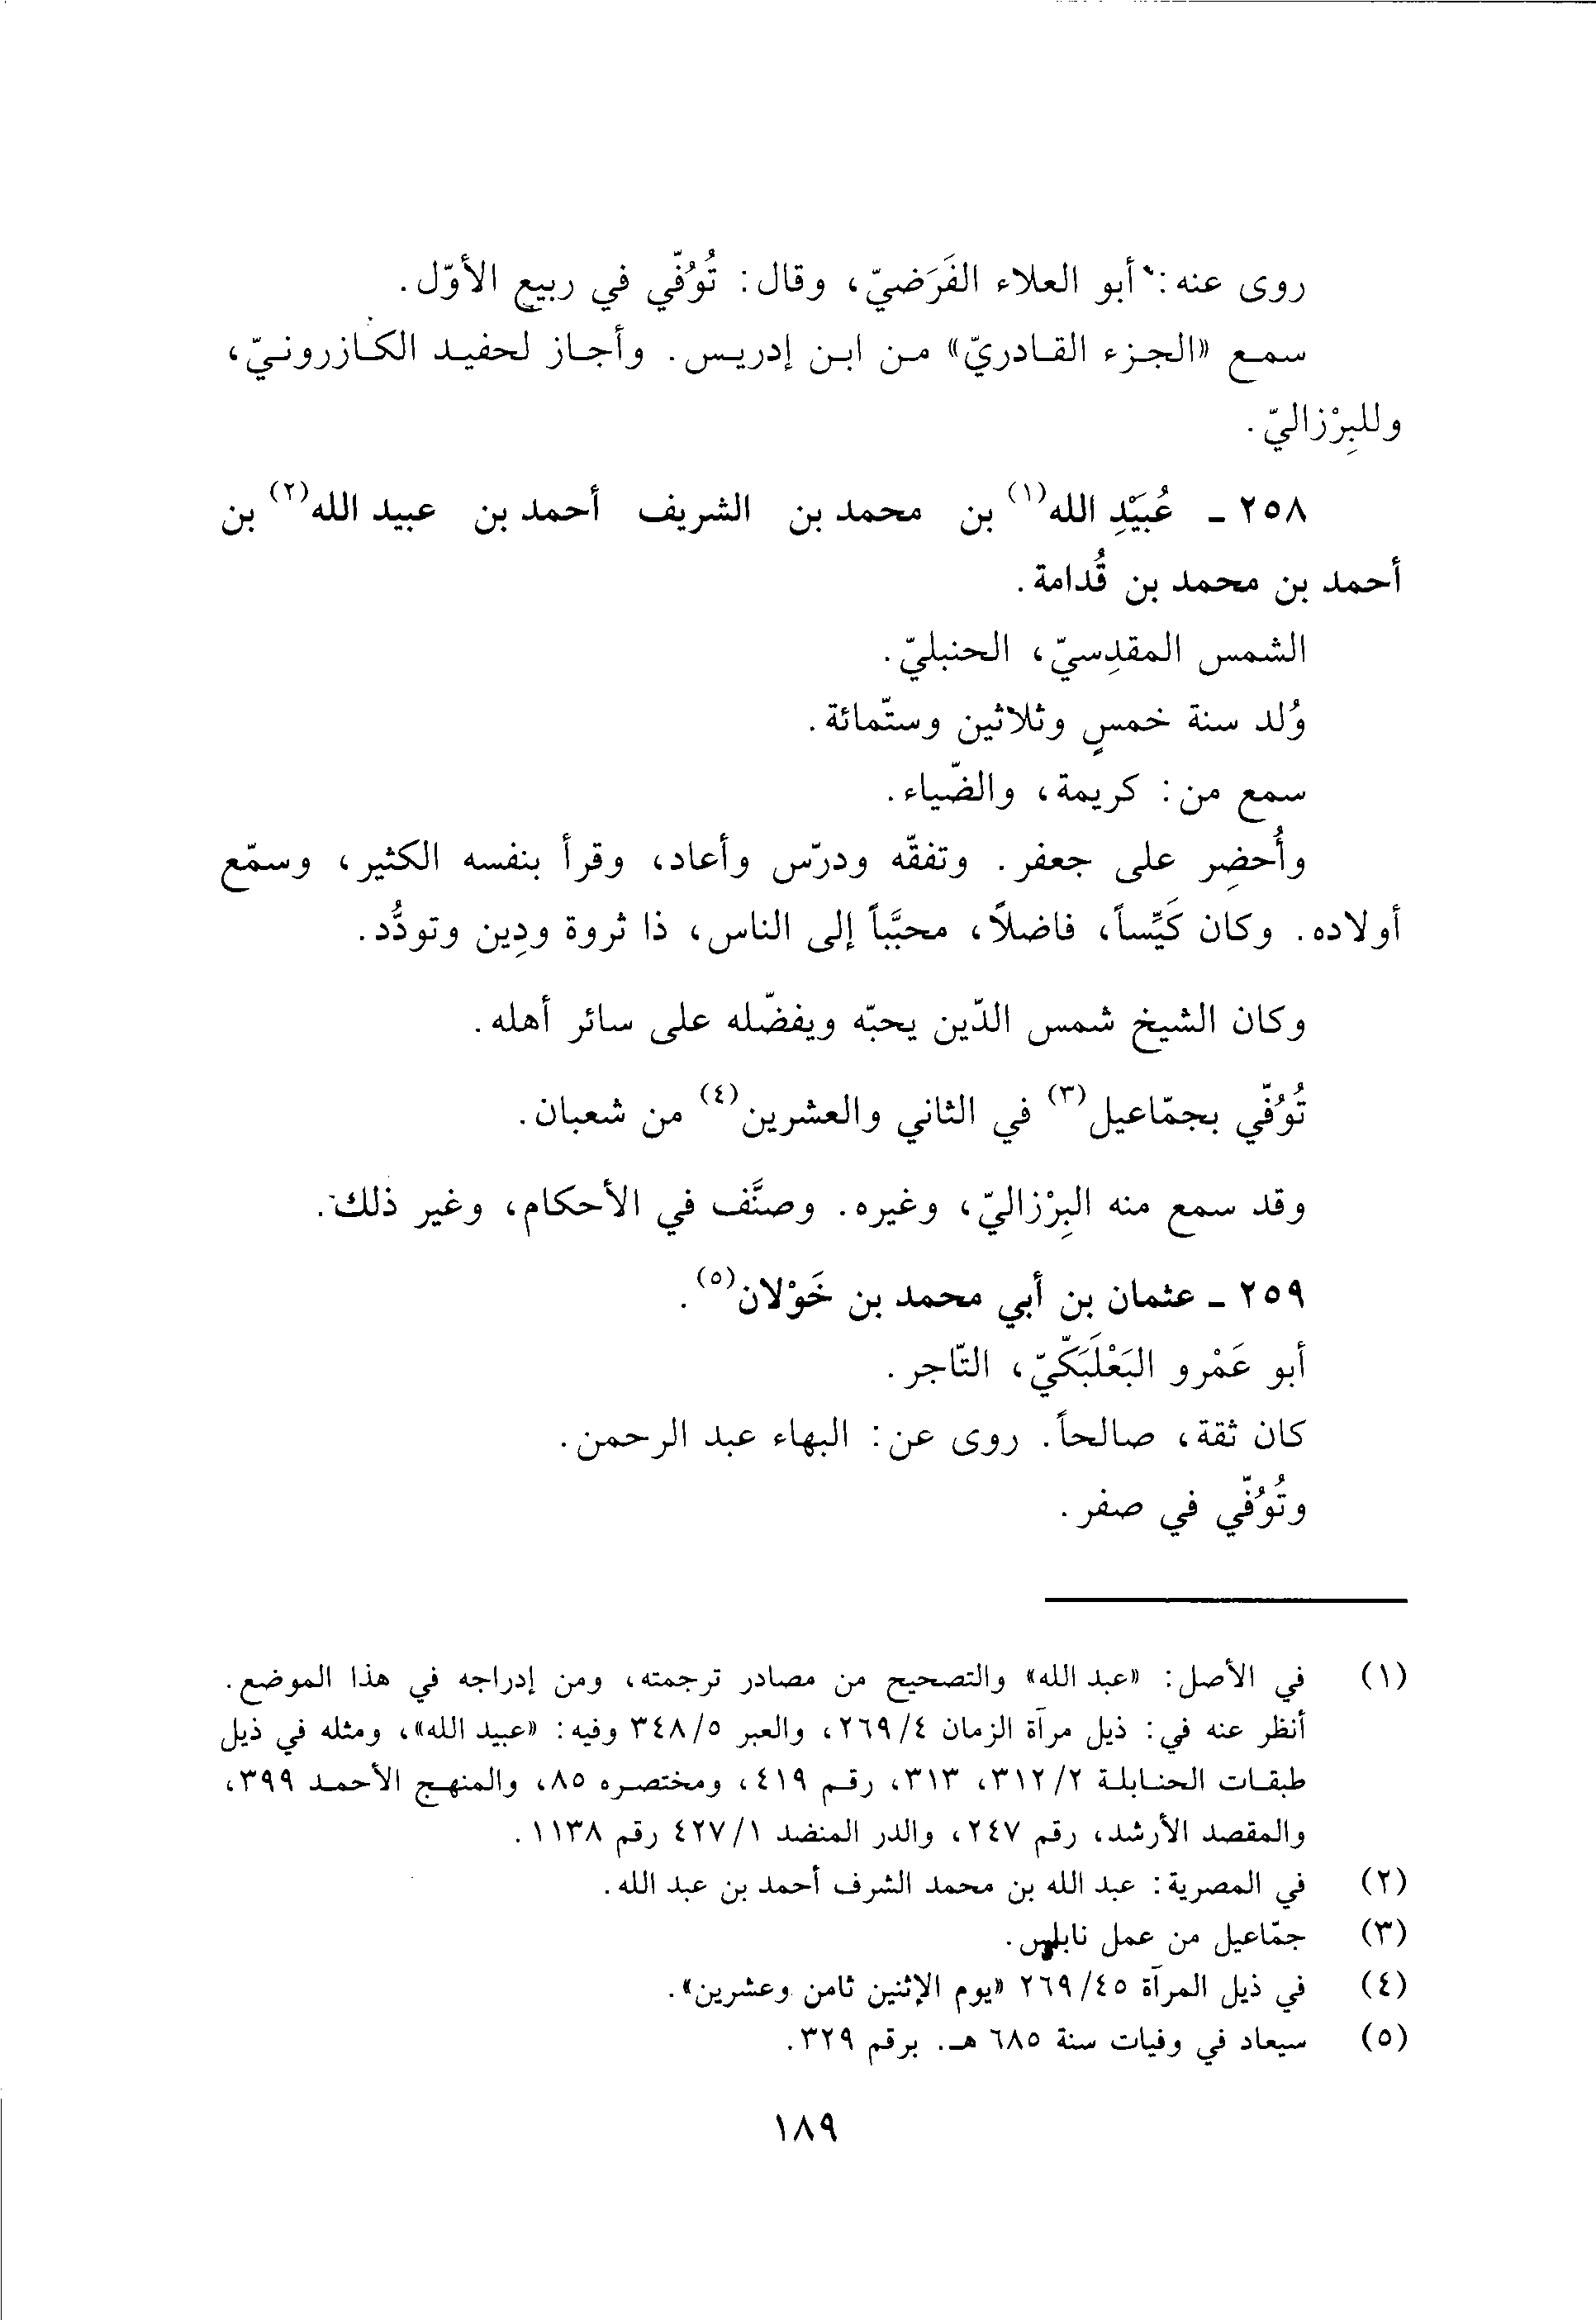 روى عنه: أبو العلاء الفَرَضيّ، وقال: تُوُفّي في ربيع الأوّل.
سمع «الجزء القادريّ» من ابن إدريس. وأجاز لحفيد الكازرونيّ،
وللبِرْزاليّ.
٢٥٨ ـ عُبَيْدِ الله(١) بن محمد بن الشريف أحمد بن عبيد الله(٢) بن
أحمد بن محمد بن قُدامة.
الشمس المقدِسيّ، الحنبليّ.
وُلد سنة خمسٍ وثلاثين وستّمائة.
سمع من: كريمة، والضّياء.
وأُحضِر على جعفر. وتفقّه ودرّس وأعاد، وقرأ بنفسه الكثير، وسمّع
أولاده. وكان كَيِّساً، فاضلاً، محبَّباً إلى الناس، ذا ثروة ودِين وتودُّد.
وكان الشيخ شمس الدّين يحبّه ويفضّله على سائر أهله.
تُوُفّي بجمّاعيل(٣) في الثاني والعشرين(٤) من شعبان.
وقد سمع منه البِرْزاليّ، وغيره. وصنَّف في الأحكام، وغير ذلك.
٢٥٩ ـ عثمان بن أبي محمد بن خَوْلان(٥).
أبو عَمْرو البَعْلَبَكّيّ، التّاجر.
كان ثقة، صالحاً. روى عن: البهاء عبد الرحمن.
وتُوُفّي في صفر.
(١) في الأصل: «عبد الله» والتصحيح من مصادر ترجمته، ومن إدراجه في هذا الموضع.
أنظر عنه في: ذيل مرآة الزمان ٤/٢٦٩، والعبر ٥/٣٤٨ وفيه: «عبيد الله»، ومثله في ذيل
طبقات الحنابلة ٢/٣١٢، ٣١٣، رقم ٤١٩، ومختصره ٨٥، والمنهج الأحمد ٣٩٩،
والمقصد الأرشد، رقم ٢٤٧، والدر المنضد ١/٤٢٧ رقم ١١٣٨.
(٢) في المصرية: عبد الله بن محمد الشرف أحمد بن عبد الله.
(٣) جمّاعيل من عمل نابلس.
(٤) في ذيل المرآة ٤٥/٢٦٩ «يوم الإثنين ثامن وعشرين».
(٥) سيعاد في وفيات سنة ٦٨٥ هـ. برقم ٣٢٩.
١٨٩